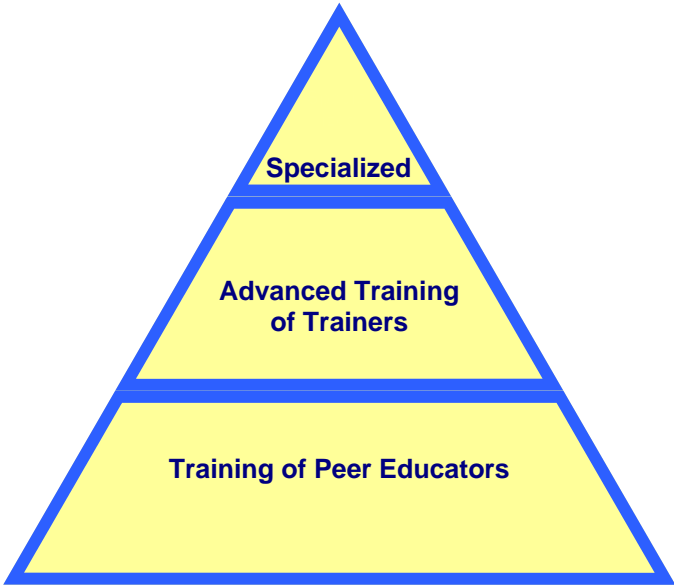 Specialized
Advanced Training
of Trainers
Training of Peer Educators